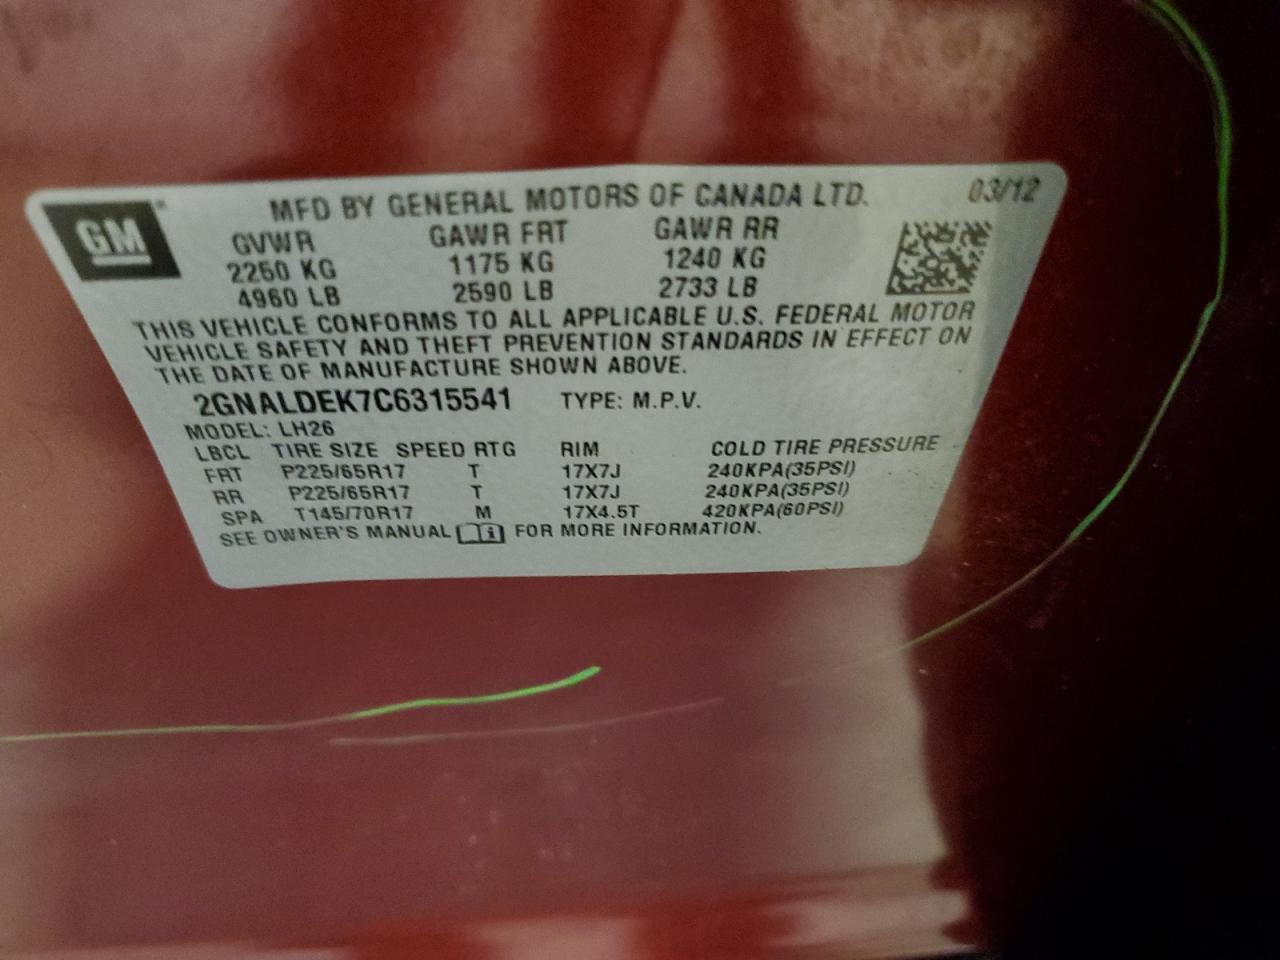 GM
MFD BY GENERAL MOTORS OF CANADA LTD. 03/12
GVWR GAWR FRT GAWR RR
2250 KG 1175 KG 1240 KG
4960 LB 2590 LB 2733 LB
THIS VEHICLE CONFORMS TO ALL APPLICABLE U.S. FEDERAL MOTOR
VEHICLE SAFETY AND THEFT PREVENTION STANDARDS IN EFFECT ON
THE DATE OF MANUFACTURE SHOWN ABOVE.
2GNALDEK7C6315541 TYPE: M.P.V.
MODEL: LH26
LBCL TIRE SIZE SPEED RTG RIM COLD TIRE PRESSURE
FRT P225/65R17 T 17X7J 240KPA(35PSI)
RR P225/65R17 T 17X7J 240KPA(35PSI)
SPA T145/70R17 M 17X4.5T 420KPA(60PSI)
SEE OWNER'S MANUAL FOR MORE INFORMATION.